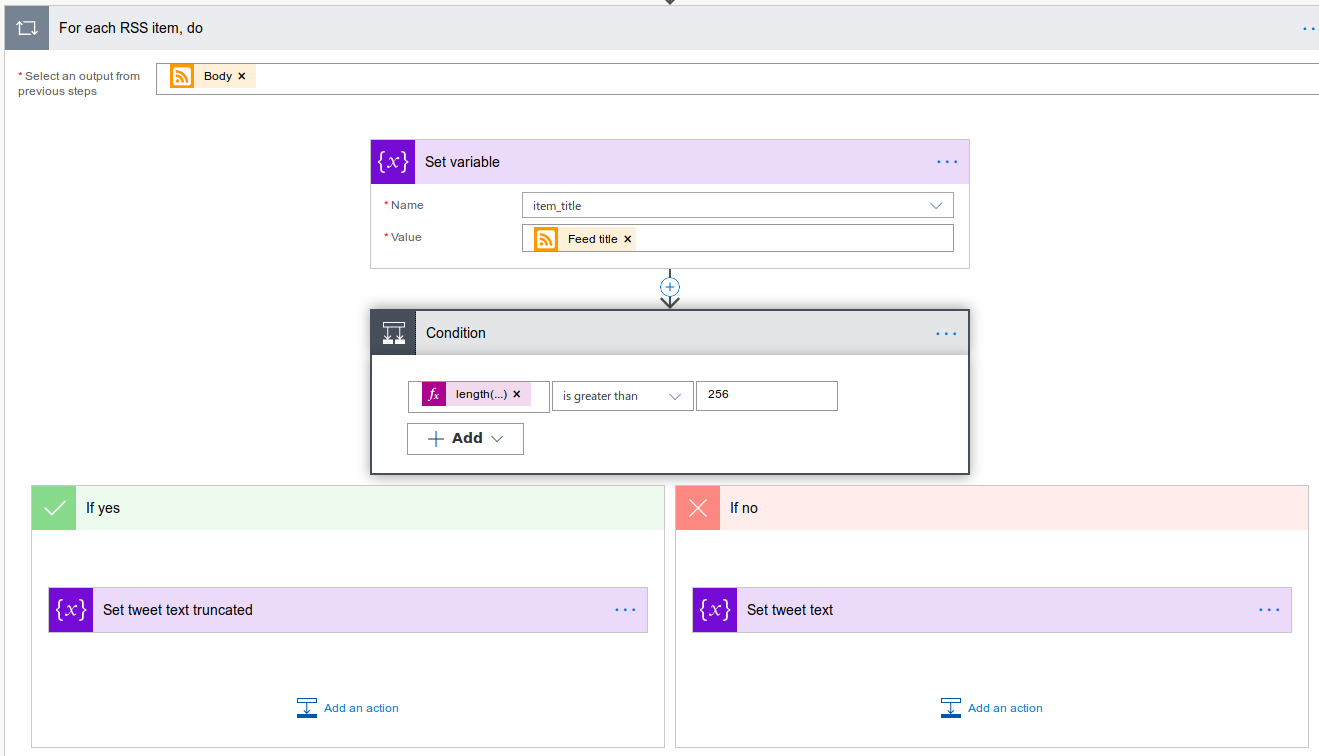 For each RSS item, do
* Select an output from
previous steps
Body ×
{x} Set variable
* Name
item_title
* Value
Feed title ×
Condition
fx length(...) ×
is greater than
256
Add
If yes
If no
{x} Set tweet text truncated
{x} Set tweet text
Add an action
Add an action